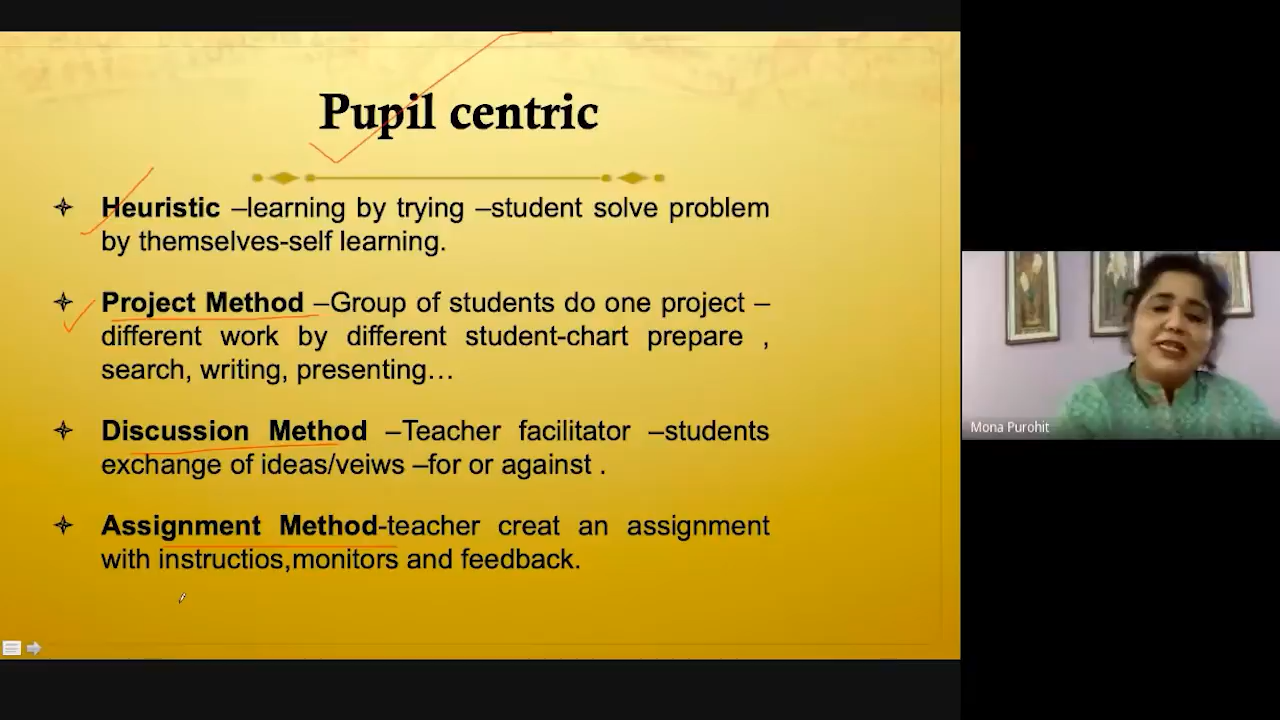 Pupil centric
Heuristic –learning by trying –student solve problem
by themselves-self learning.
Project Method –Group of students do one project –
different work by different student-chart prepare ,
search, writing, presenting…
Discussion Method –Teacher facilitator –students
exchange of ideas/veiws –for or against .
Assignment Method-teacher creat an assignment
with instructios,monitors and feedback.
Mona Purohit